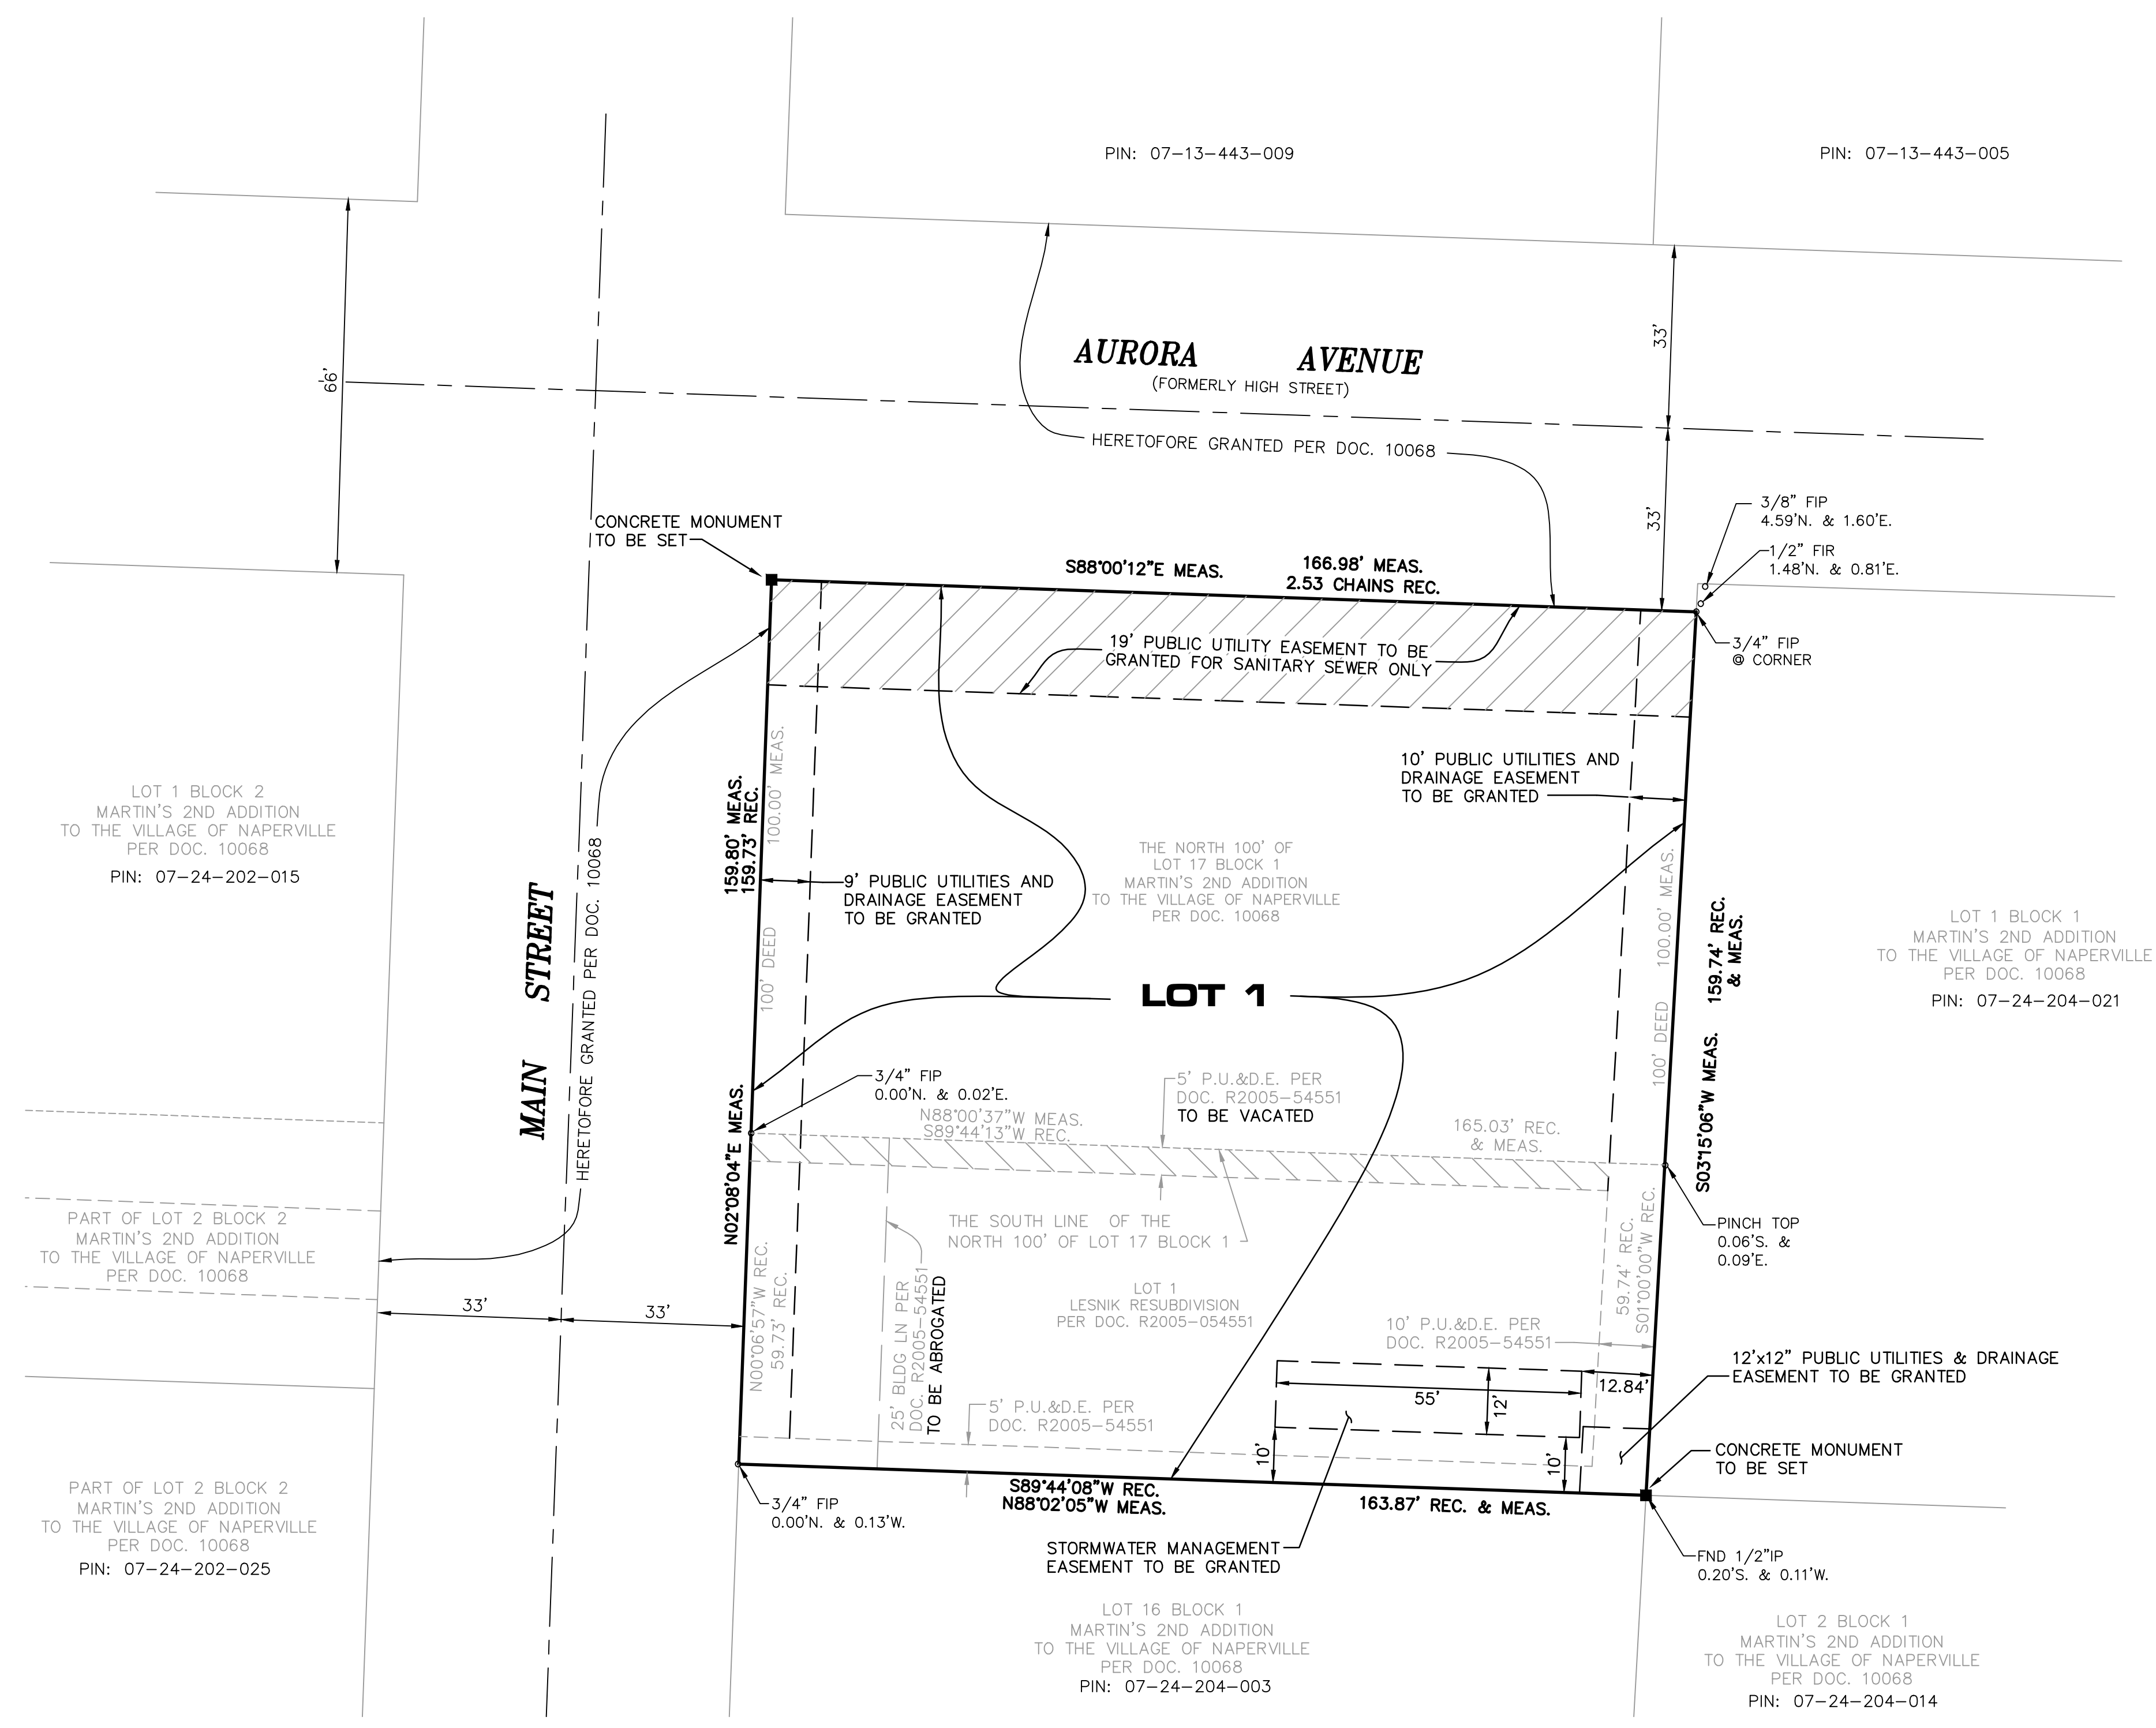 PIN: 07-13-443-009
PIN: 07-13-443-005
66'
33'
AURORA AVENUE
(FORMERLY HIGH STREET)
HERETOFORE GRANTED PER DOC. 10068
33'
3/8" FIP
4.59'N. & 1.60'E.
1/2" FIR
1.48'N. & 0.81'E.
CONCRETE MONUMENT
TO BE SET
S88°00'12"E MEAS.
166.98' MEAS.
2.53 CHAINS REC.
19' PUBLIC UTILITY EASEMENT TO BE
GRANTED FOR SANITARY SEWER ONLY
3/4" FIP
@ CORNER
10' PUBLIC UTILITIES AND
DRAINAGE EASEMENT
TO BE GRANTED
LOT 1 BLOCK 2
MARTIN'S 2ND ADDITION
TO THE VILLAGE OF NAPERVILLE
PER DOC. 10068
PIN: 07-24-202-015
HERETOFORE GRANTED PER DOC. 10068
MAIN STREET
159.80' MEAS.
159.73' REC.
100.00' MEAS.
100' DEED
9' PUBLIC UTILITIES AND
DRAINAGE EASEMENT
TO BE GRANTED
THE NORTH 100' OF
LOT 17 BLOCK 1
MARTIN'S 2ND ADDITION
TO THE VILLAGE OF NAPERVILLE
PER DOC. 10068
100.00' MEAS.
100' DEED
159.74' REC.
& MEAS.
LOT 1 BLOCK 1
MARTIN'S 2ND ADDITION
TO THE VILLAGE OF NAPERVILLE
PER DOC. 10068
PIN: 07-24-204-021
LOT 1
3/4" FIP
0.00'N. & 0.02'E.
N88°00'37"W MEAS.
S89°44'13"W REC.
5' P.U.&D.E. PER
DOC. R2005-54551
TO BE VACATED
165.03' REC.
& MEAS.
S03°15'06"W MEAS.
N02°08'04"E MEAS.
PART OF LOT 2 BLOCK 2
MARTIN'S 2ND ADDITION
TO THE VILLAGE OF NAPERVILLE
PER DOC. 10068
THE SOUTH LINE OF THE
NORTH 100' OF LOT 17 BLOCK 1
PINCH TOP
0.06'S. &
0.09'E.
33'
33'
N00°06'57"W REC.
59.73' REC.
25' BLDG LN PER
DOC. R2005-54551
TO BE ABROGATED
LOT 1
LESNIK RESUBDIVISION
PER DOC. R2005-054551
59.74' REC.
S01°00'00"W REC.
10' P.U.&D.E. PER
DOC. R2005-54551
12'x12" PUBLIC UTILITIES & DRAINAGE
EASEMENT TO BE GRANTED
12.84'
55'
12'
5' P.U.&D.E. PER
DOC. R2005-54551
10'
10'
CONCRETE MONUMENT
TO BE SET
S89°44'08"W REC.
N88°02'05"W MEAS.
163.87' REC. & MEAS.
3/4" FIP
0.00'N. & 0.13'W.
PART OF LOT 2 BLOCK 2
MARTIN'S 2ND ADDITION
TO THE VILLAGE OF NAPERVILLE
PER DOC. 10068
PIN: 07-24-202-025
STORMWATER MANAGEMENT
EASEMENT TO BE GRANTED
FND 1/2"IP
0.20'S. & 0.11'W.
LOT 16 BLOCK 1
MARTIN'S 2ND ADDITION
TO THE VILLAGE OF NAPERVILLE
PER DOC. 10068
PIN: 07-24-204-003
LOT 2 BLOCK 1
MARTIN'S 2ND ADDITION
TO THE VILLAGE OF NAPERVILLE
PER DOC. 10068
PIN: 07-24-204-014